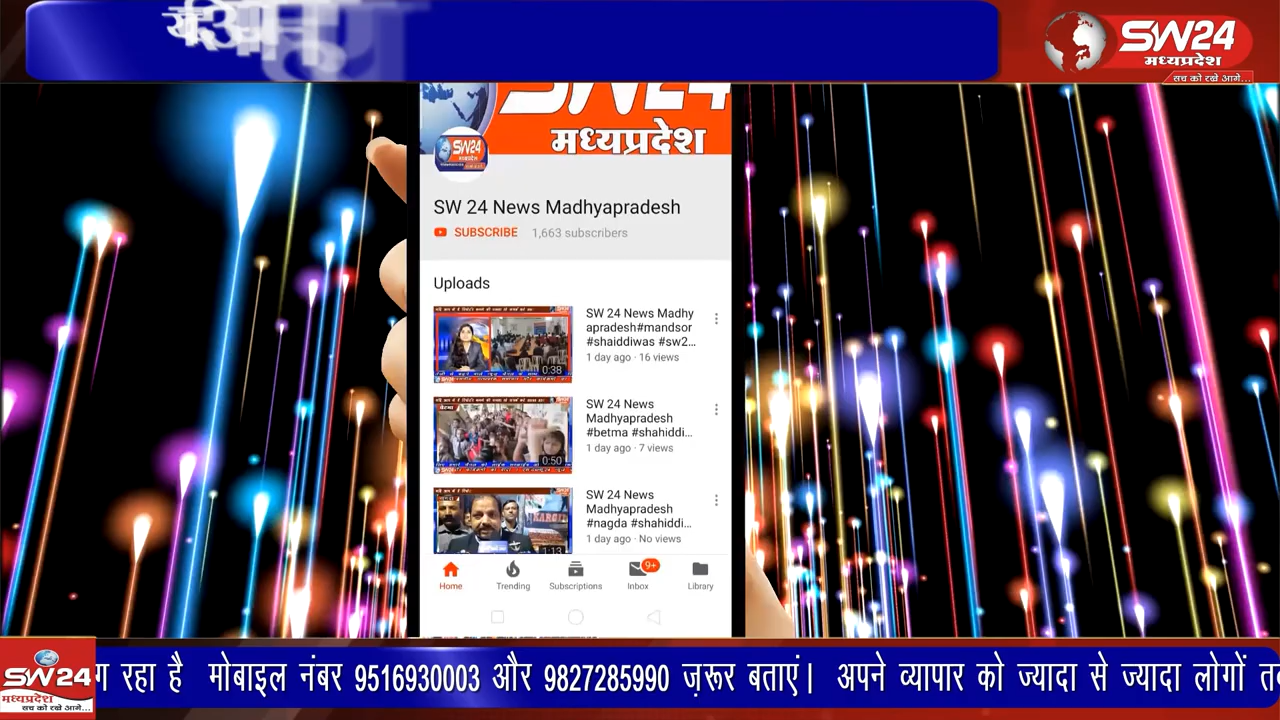 SW24
मध्यप्रदेश
सच को रखे आगे...
SW24
मध्यप्रदेश
SW24
SW 24 News Madhyapradesh
SUBSCRIBE 1,663 subscribers
Uploads
SW 24 News Madhy
apradesh#mandsor
#shaiddiwas #sw2...
1 day ago · 16 views
0:38
SW 24 News
Madhyapradesh
#betma #shahiddi...
1 day ago · 7 views
0:50
SW 24 News
Madhyapradesh
#nagda #shahiddi...
1 day ago · No views
1:13
9+
Home Trending Subscriptions Inbox Library
SW24
मध्यप्रदेश
सच को रखे आगे...
रहा है मोबाइल नंबर 9516930003 और 9827285990 ज़रूर बताएं। अपने व्यापार को ज्यादा से ज्यादा लोगों